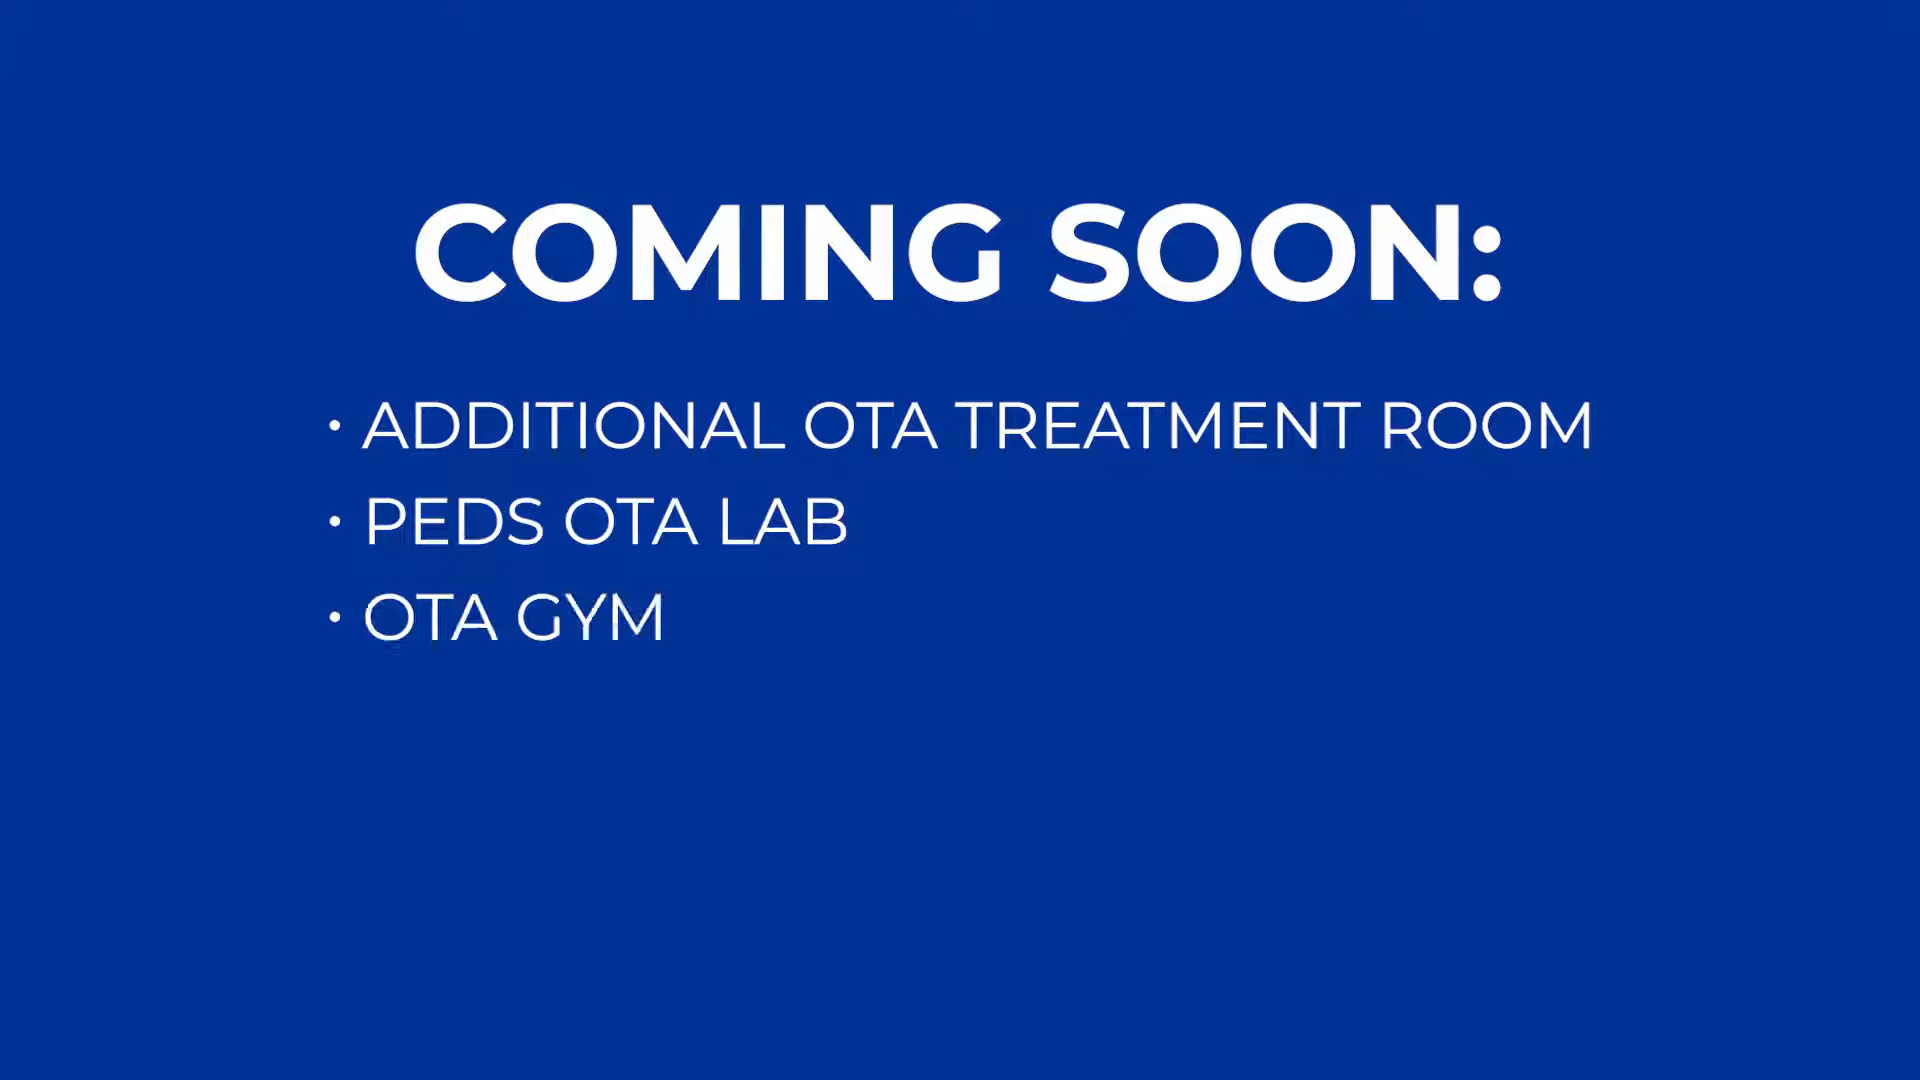 COMING SOON:
• ADDITIONAL OTA TREATMENT ROOM
• PEDS OTA LAB
• OTA GYM